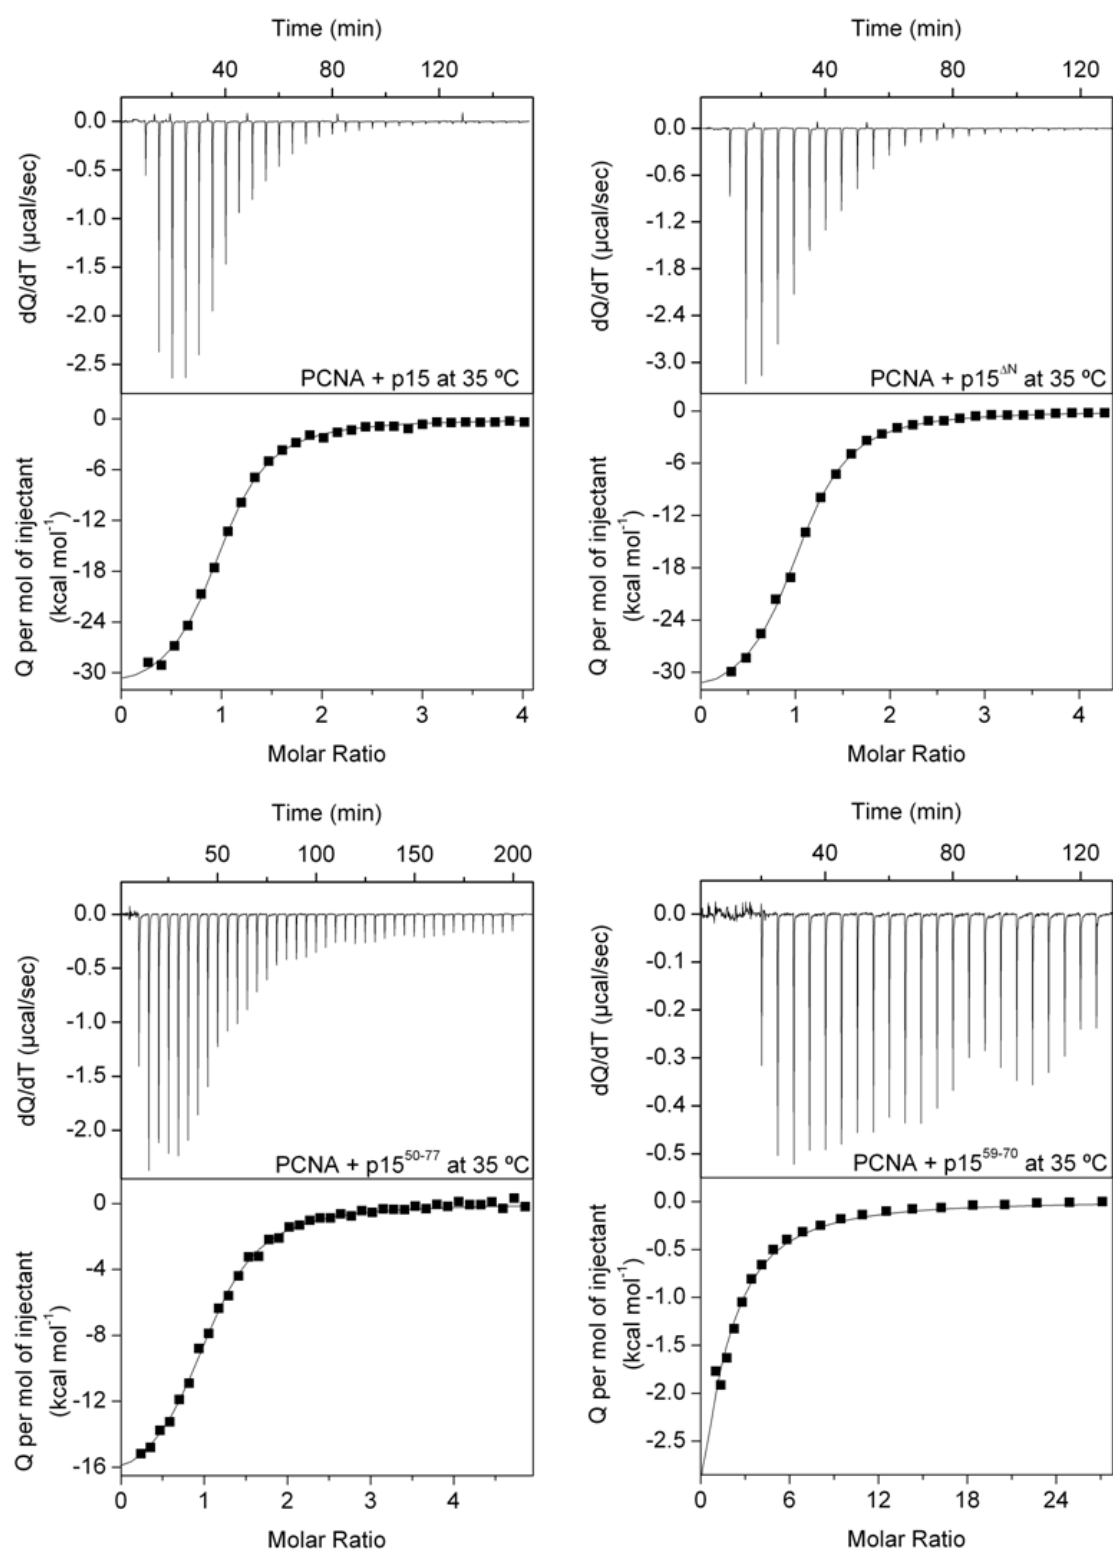 Time (min)
40 80 120
0.0
-0.5
-1.0
-1.5
-2.0
-2.5
dQ/dT (µcal/sec)
PCNA + p15 at 35 ºC
0
-6
-12
-18
-24
-30
Q per mol of injectant
(kcal mol⁻¹)
0 1 2 3 4
Molar Ratio
Time (min)
40 80 120
0.0
-0.6
-1.2
-1.8
-2.4
-3.0
dQ/dT (µcal/sec)
PCNA + p15ΔN at 35 ºC
0
-6
-12
-18
-24
-30
Q per mol of injectant
(kcal mol⁻¹)
0 1 2 3 4
Molar Ratio
Time (min)
50 100 150 200
0.0
-0.5
-1.0
-1.5
-2.0
dQ/dT (µcal/sec)
PCNA + p15⁵⁰⁻⁷⁷ at 35 ºC
0
-4
-8
-12
-16
Q per mol of injectant
(kcal mol⁻¹)
0 1 2 3 4
Molar Ratio
Time (min)
40 80 120
0.0
-0.1
-0.2
-0.3
-0.4
-0.5
dQ/dT (µcal/sec)
PCNA + p15⁵⁹⁻⁷⁰ at 35 ºC
0.0
-0.5
-1.0
-1.5
-2.0
-2.5
Q per mol of injectant
(kcal mol⁻¹)
0 6 12 18 24
Molar Ratio